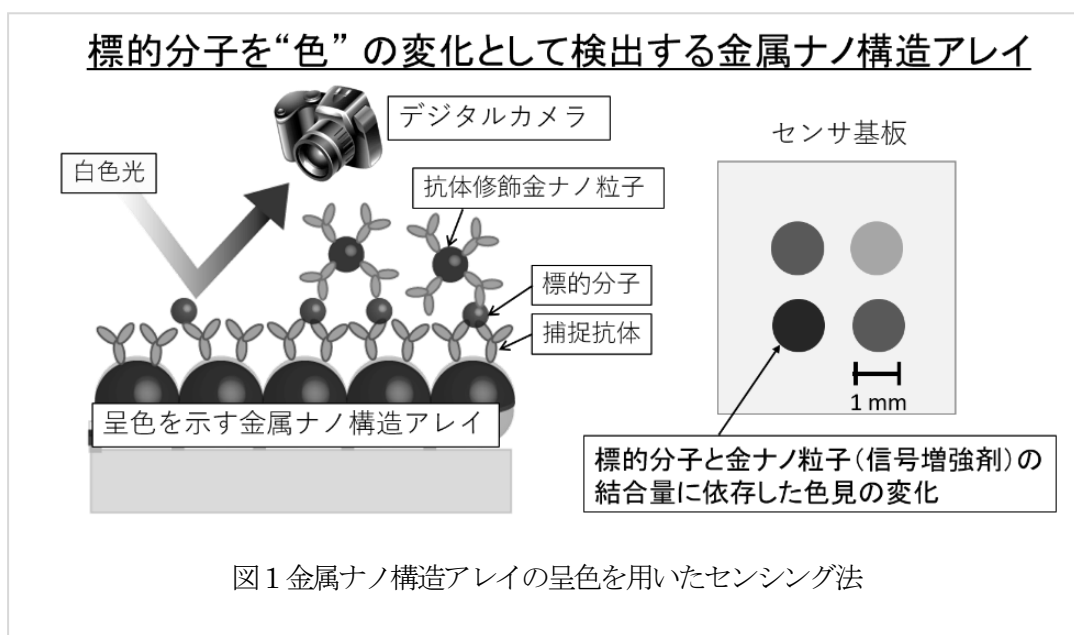 標的分子を“色” の変化として検出する金属ナノ構造アレイ
デジタルカメラ
白色光
抗体修飾金ナノ粒子
標的分子
捕捉抗体
呈色を示す金属ナノ構造アレイ
センサ基板
1 mm
標的分子と金ナノ粒子(信号増強剤)の
結合量に依存した色見の変化
図1 金属ナノ構造アレイの呈色を用いたセンシング法